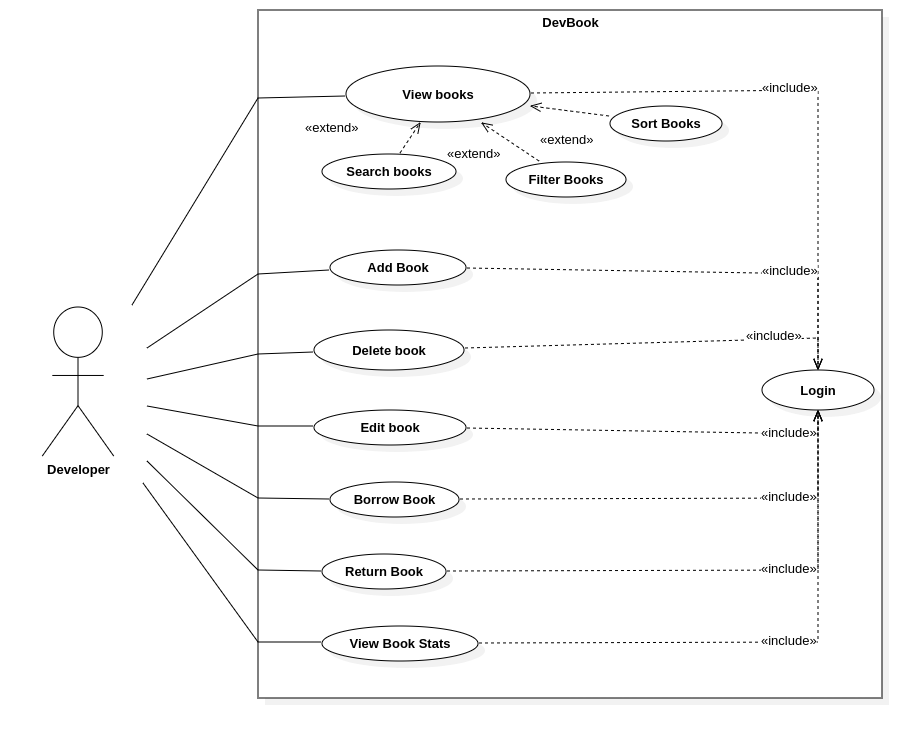 DevBook
View books
«include»
Sort Books
«extend»
«extend»
«extend»
Search books
Filter Books
Add Book
«include»
Delete book
«include»
Login
Edit book
«include»
Developer
Borrow Book
«include»
Return Book
«include»
View Book Stats
«include»